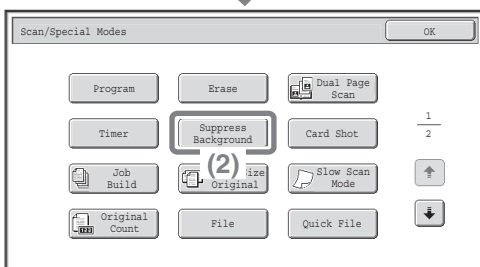 Scan/Special Modes
OK
Program
Erase
Dual Page
Scan
Timer
Suppress
Background
Card Shot
1
2
Job
Build
(2)
ize
Original
Slow Scan
Mode
Original
Count
File
Quick File